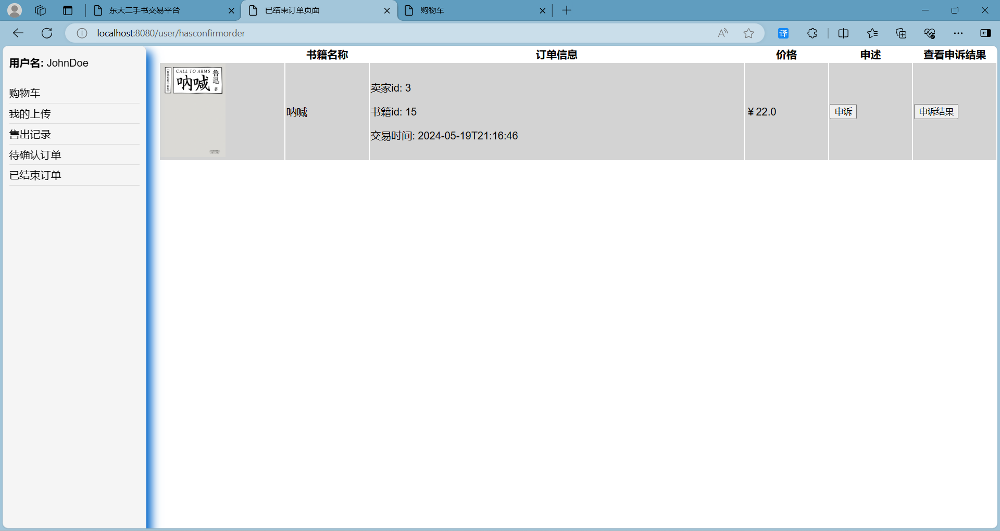 东大二手书交易平台
已结束订单页面
购物车
localhost:8080/user/hasconfirmorder
译
用户名: JohnDoe
购物车
我的上传
售出记录
待确认订单
已结束订单
书籍名称 订单信息 价格 申述 查看申诉结果
CALL TO ARMS
呐喊
鲁迅
著
呐喊
卖家id: 3
书籍id: 15
交易时间: 2024-05-19T21:16:46
￥22.0
申诉
申诉结果